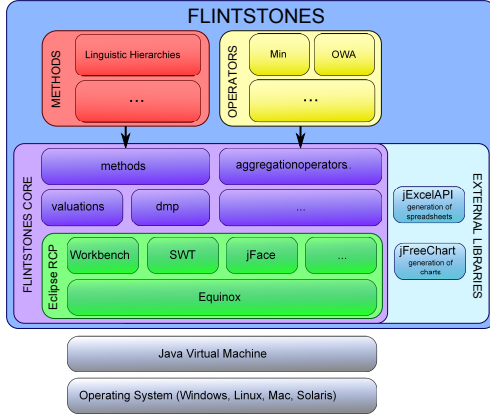 FLINTSTONES
METHODS
Linguistic Hierarchies
...
OPERATORS
Min
OWA
...
FLINTSTONES CORE
methods
aggregationoperators.
valuations
dmp
...
Eclipse RCP
Workbench
SWT
jFace
...
Equinox
EXTERNAL LIBRARIES
jExcelAPI
generation of
spreadsheets
jFreeChart
generation of
charts
Java Virtual Machine
Operating System (Windows, Linux, Mac, Solaris)